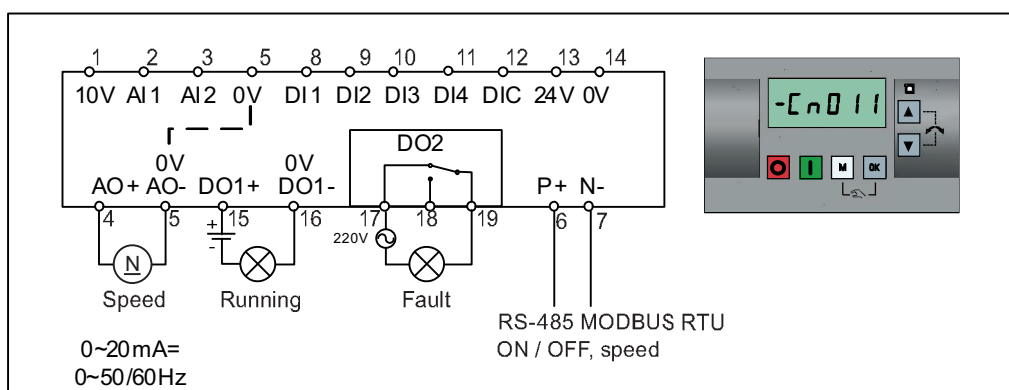 1 2 3 5 8 9 10 11 12 13 14
10V AI1 AI2 0V DI1 DI2 DI3 DI4 DIC 24V 0V
-Cn011
DO2
0V 0V
AO+ AO- DO1+ DO1- P+ N-
4 5 15 16 17 18 19 6 7
+
-
220V
N
M OK
Speed Running Fault
RS-485 MODBUS RTU
ON / OFF, speed
0~20mA=
0~50/60Hz